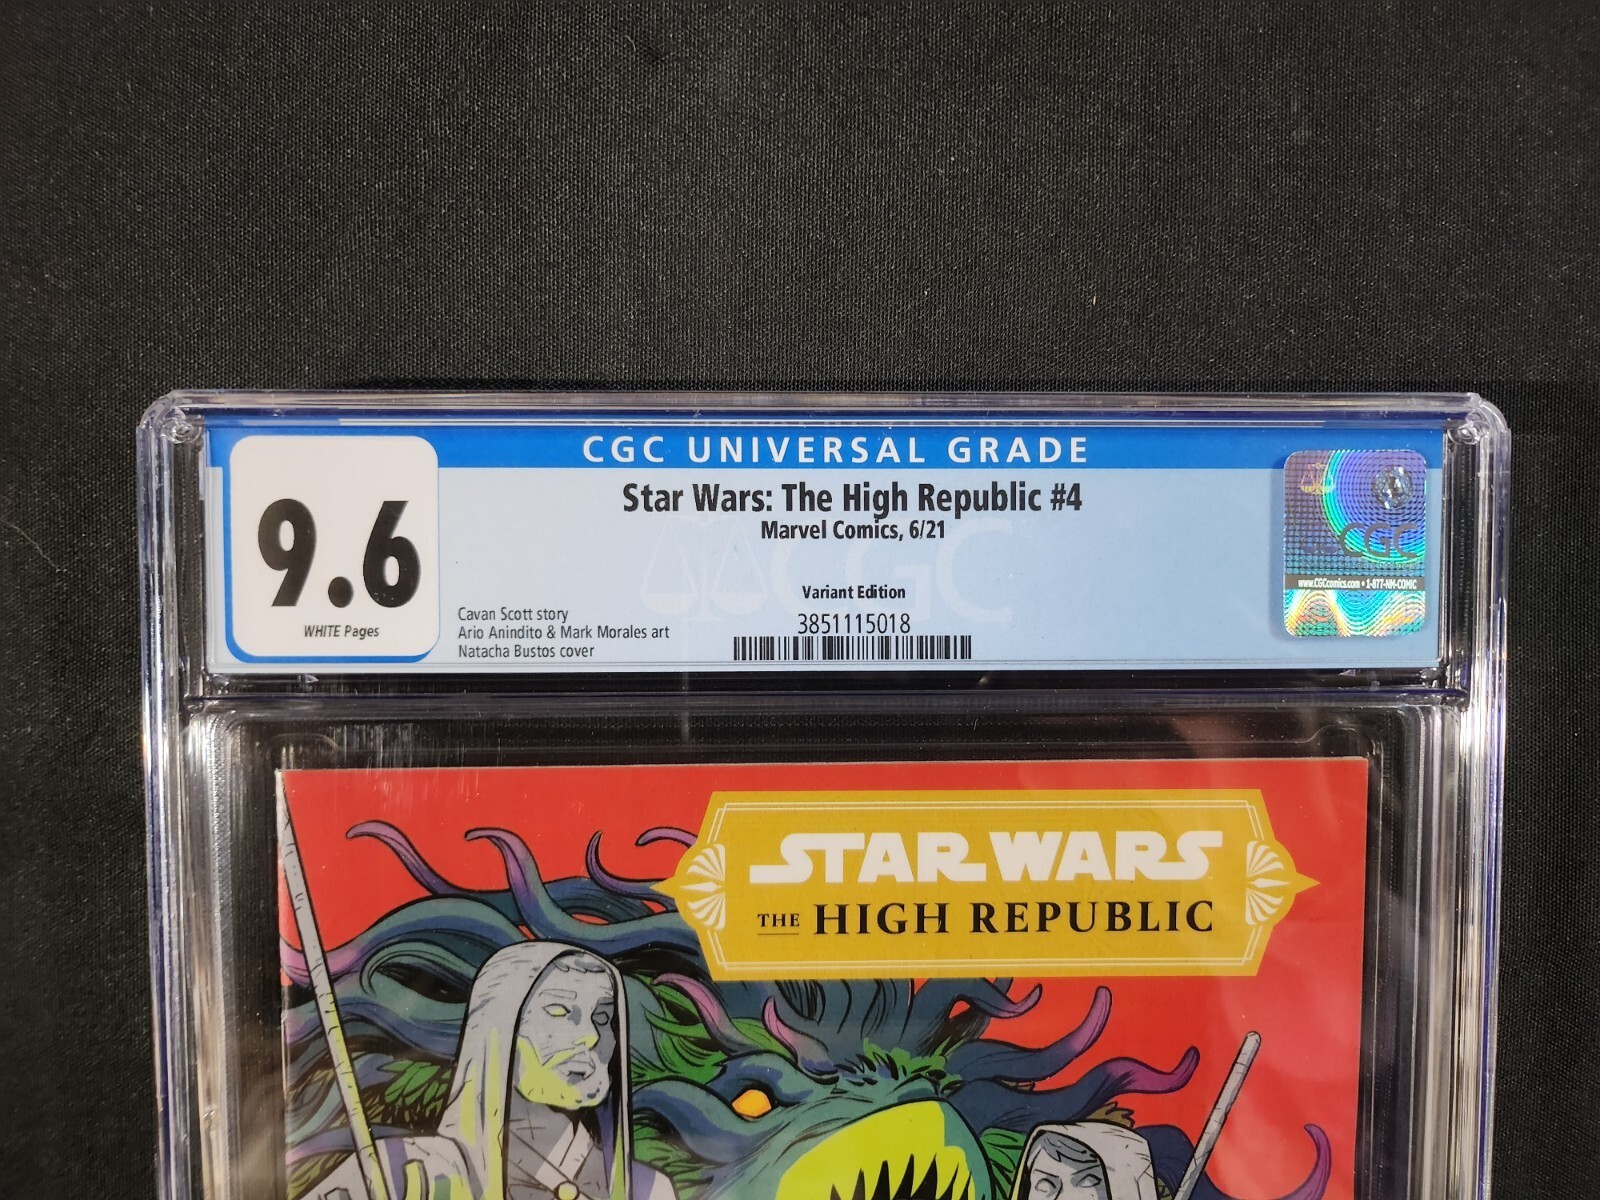 CGC UNIVERSAL GRADE
9.6
WHITE Pages
Star Wars: The High Republic #4
Marvel Comics, 6/21
Variant Edition
3851115018
Cavan Scott story
Ario Anindito & Mark Morales art
Natacha Bustos cover
CGC
CGC
www.CGCcomics.com • 1-877-NM-COMIC
STAR WARS
THE HIGH REPUBLIC